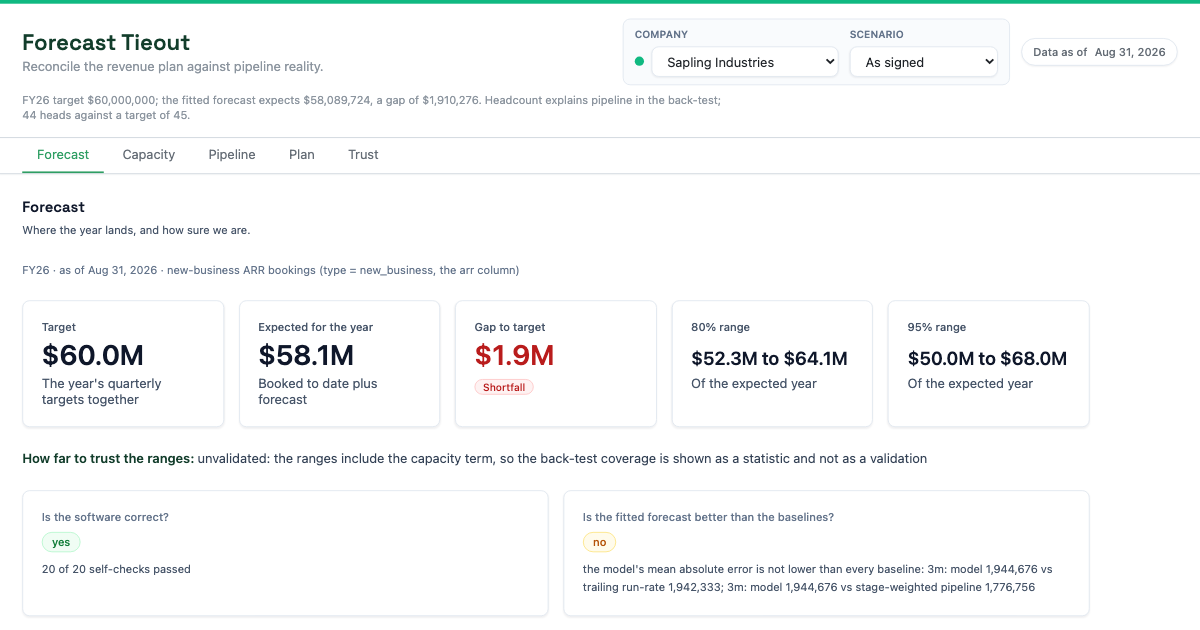 Forecast Tieout
Reconcile the revenue plan against pipeline reality.
COMPANY
Sapling Industries
SCENARIO
As signed
Data as of Aug 31, 2026
FY26 target $60,000,000; the fitted forecast expects $58,089,724, a gap of $1,910,276. Headcount explains pipeline in the back-test;
44 heads against a target of 45.
Forecast
Capacity
Pipeline
Plan
Trust
Forecast
Where the year lands, and how sure we are.
FY26 · as of Aug 31, 2026 · new-business ARR bookings (type = new_business, the arr column)
Target
$60.0M
The year's quarterly
targets together
Expected for the year
$58.1M
Booked to date plus
forecast
Gap to target
$1.9M
Shortfall
80% range
$52.3M to $64.1M
Of the expected year
95% range
$50.0M to $68.0M
Of the expected year
How far to trust the ranges: unvalidated: the ranges include the capacity term, so the back-test coverage is shown as a statistic and not as a validation
Is the software correct?
yes
20 of 20 self-checks passed
Is the fitted forecast better than the baselines?
no
the model's mean absolute error is not lower than every baseline: 3m: model 1,944,676 vs
trailing run-rate 1,942,333; 3m: model 1,944,676 vs stage-weighted pipeline 1,776,756